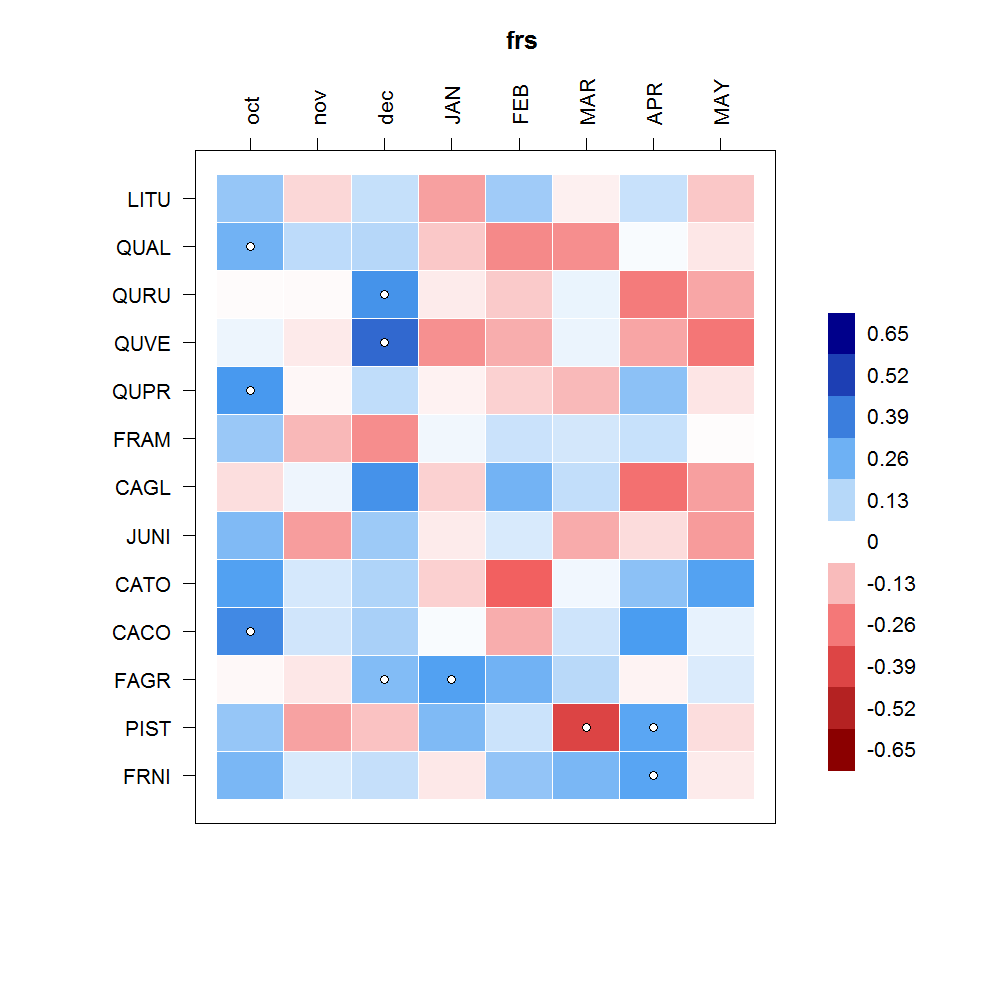 frs
oct nov dec JAN FEB MAR APR MAY
LITU
QUAL
QURU
QUVE
QUPR
FRAM
CAGL
JUNI
CATO
CACO
FAGR
PIST
FRNI
0.65
0.52
0.39
0.26
0.13
0
-0.13
-0.26
-0.39
-0.52
-0.65